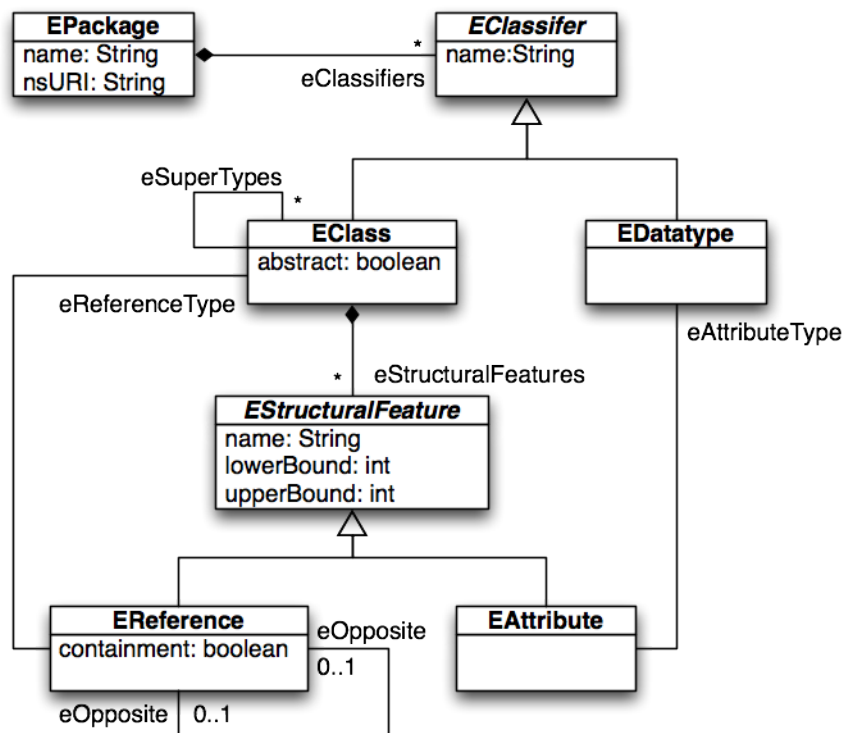 EPackage
name: String
nsURI: String
*
eClassifiers
EClassifer
name:String
eSuperTypes
*
EClass
abstract: boolean
EDatatype
eReferenceType
eAttributeType
*
eStructuralFeatures
EStructuralFeature
name: String
lowerBound: int
upperBound: int
EReference
containment: boolean
eOpposite
0..1
EAttribute
eOpposite
0..1